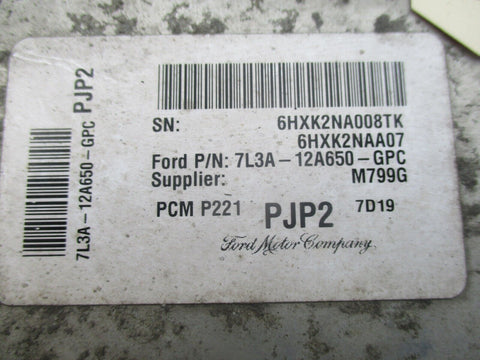 7L3A-12A650-GPC PJP2
SN: 6HXK2NA008TK
6HXK2NAA07
Ford P/N: 7L3A-12A650-GPC
Supplier: M799G
PCM P221 PJP2 7D19
Ford Motor Company